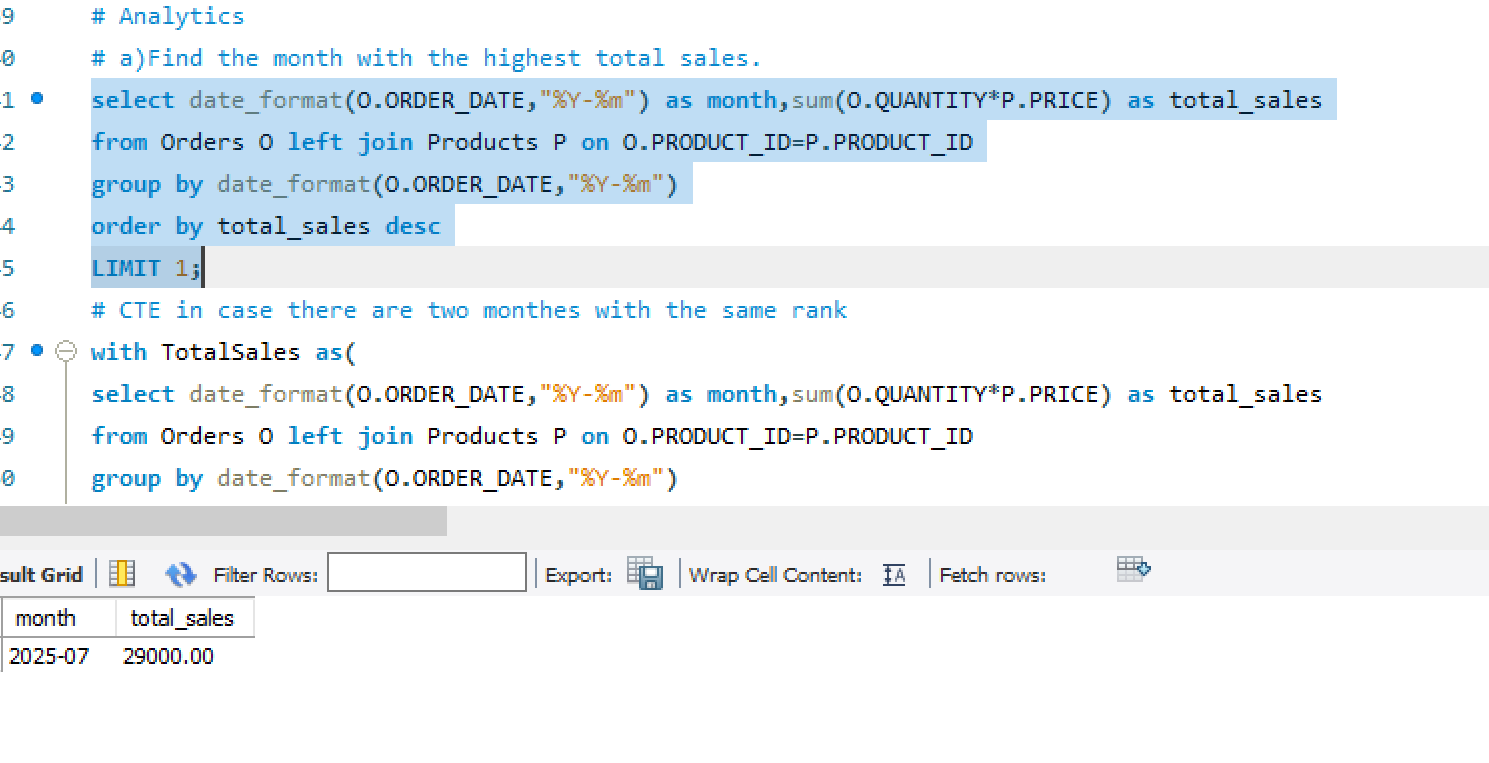 9 # Analytics
0 # a)Find the month with the highest total sales.
1 select date_format(O.ORDER_DATE,"%Y-%m") as month,sum(O.QUANTITY*P.PRICE) as total_sales
2 from Orders O left join Products P on O.PRODUCT_ID=P.PRODUCT_ID
3 group by date_format(O.ORDER_DATE,"%Y-%m")
4 order by total_sales desc
5 LIMIT 1;
6 # CTE in case there are two monthes with the same rank
7 with TotalSales as(
8 select date_format(O.ORDER_DATE,"%Y-%m") as month,sum(O.QUANTITY*P.PRICE) as total_sales
9 from Orders O left join Products P on O.PRODUCT_ID=P.PRODUCT_ID
0 group by date_format(O.ORDER_DATE,"%Y-%m")
sult Grid Filter Rows: Export: Wrap Cell Content: IA Fetch rows:
month total_sales
2025-07 29000.00